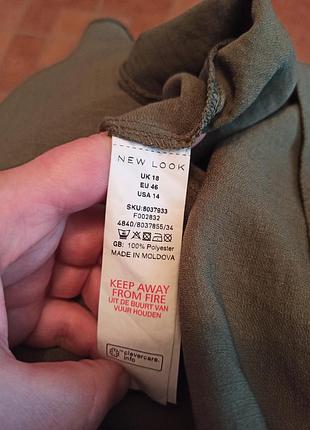 NEW LOOK
UK 18
EU 46
USA 14
SKU:8037933
F002832
4840/8037855/34
GB: 100% Polyester
MADE IN MOLDOVA
KEEP AWAY
FROM FIRE
UIT DE BUURT VAN
VUUR HOUDEN
clevercare.
info